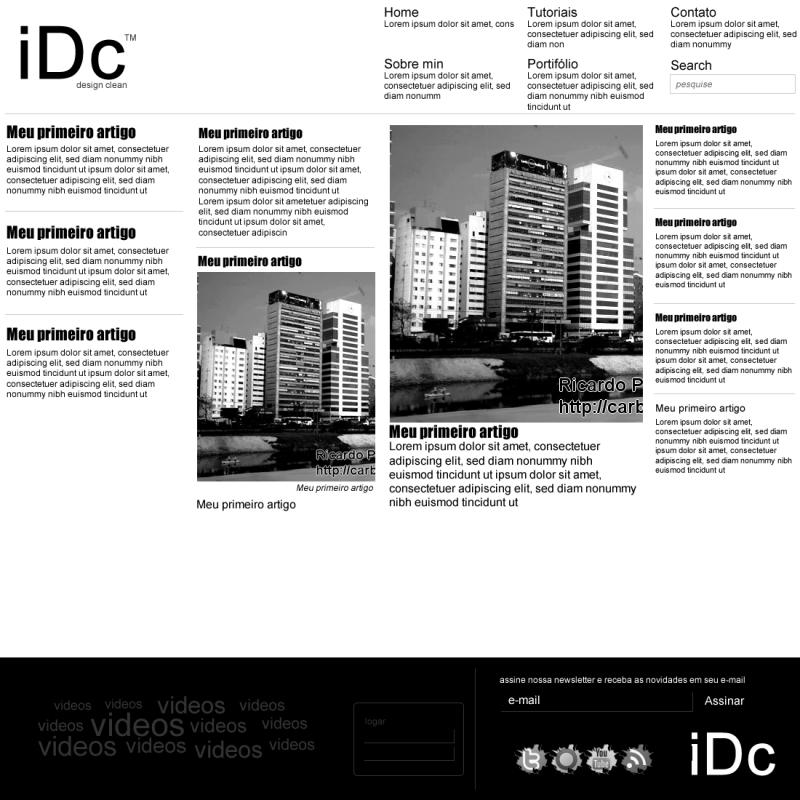 iDc™
design clean
Home
Lorem ipsum dolor sit amet, cons
Tutoriais
Lorem ipsum dolor sit amet,
consectetuer adipiscing elit, sed
diam non
Contato
Lorem ipsum dolor sit amet,
consectetuer adipiscing elit, sed
diam nonummy
Sobre min
Lorem ipsum dolor sit amet,
consectetuer adipiscing elit, sed
diam nonumm
Portifólio
Lorem ipsum dolor sit amet,
consectetuer adipiscing elit, sed
diam nonummy nibh euismod
tincidunt ut
Search
pesquise
Meu primeiro artigo
Lorem ipsum dolor sit amet, consectetuer
adipiscing elit, sed diam nonummy nibh
euismod tincidunt ut ipsum dolor sit amet,
consectetuer adipiscing elit, sed diam
nonummy nibh euismod tincidunt ut
Meu primeiro artigo
Lorem ipsum dolor sit amet, consectetuer
adipiscing elit, sed diam nonummy nibh
euismod tincidunt ut ipsum dolor sit amet,
consectetuer adipiscing elit, sed diam
nonummy nibh euismod tincidunt ut
Meu primeiro artigo
Lorem ipsum dolor sit amet, consectetuer
adipiscing elit, sed diam nonummy nibh
euismod tincidunt ut ipsum dolor sit amet,
consectetuer adipiscing elit, sed diam
nonummy nibh euismod tincidunt ut
Meu primeiro artigo
Lorem ipsum dolor sit amet, consectetuer
adipiscing elit, sed diam nonummy nibh
euismod tincidunt ut ipsum dolor sit amet,
consectetuer adipiscing elit, sed diam
nonummy nibh euismod tincidunt ut
Lorem ipsum dolor sit ametetuer adipiscing
elit, sed diam nonummy nibh euismod
tincidunt ut ipsum dolor sit amet,
consectetuer adipiscin
Meu primeiro artigo
Ricardo P
http://carb
Meu primeiro artigo
Meu primeiro artigo
Ricardo P
http://carb
Meu primeiro artigo
Lorem ipsum dolor sit amet, consectetuer
adipiscing elit, sed diam nonummy nibh
euismod tincidunt ut ipsum dolor sit amet,
consectetuer adipiscing elit, sed diam nonummy
nibh euismod tincidunt ut
Meu primeiro artigo
Lorem ipsum dolor sit amet,
consectetuer adipiscing elit, sed diam
nonummy nibh euismod tincidunt ut
ipsum dolor sit amet, consectetuer
adipiscing elit, sed diam nonummy nibh
euismod tincidunt ut
Meu primeiro artigo
Lorem ipsum dolor sit amet,
consectetuer adipiscing elit, sed diam
nonummy nibh euismod tincidunt ut
ipsum dolor sit amet, consectetuer
adipiscing elit, sed diam nonummy nibh
euismod tincidunt ut
Meu primeiro artigo
Lorem ipsum dolor sit amet,
consectetuer adipiscing elit, sed diam
nonummy nibh euismod tincidunt ut
ipsum dolor sit amet, consectetuer
adipiscing elit, sed diam nonummy nibh
euismod tincidunt ut
Meu primeiro artigo
Lorem ipsum dolor sit amet,
consectetuer adipiscing elit, sed diam
nonummy nibh euismod tincidunt ut
ipsum dolor sit amet, consectetuer
adipiscing elit, sed diam nonummy nibh
euismod tincidunt ut
videos videos videos videos
videos videos videos videos
videos videos videos videos
logar
assine nossa newsletter e receba as novidades em seu e-mail
e-mail
Assinar
t
You
Tube
iDc